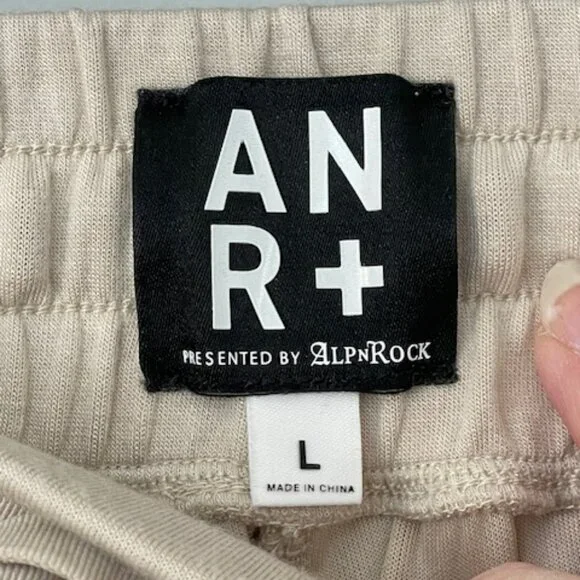 AN
R+
PRESENTED BY ALPNROCK
L
MADE IN CHINA